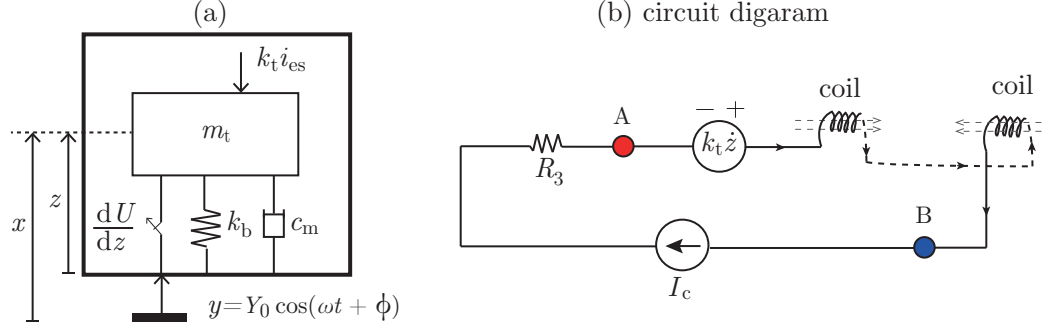 (a)
k_t i_es
m_t
x
z
dU
dz
k_b
c_m
y=Y_0 cos(ωt + ϕ)
(b) circuit digaram
coil
coil
A
− +
k_t ż
R_3
B
I_c